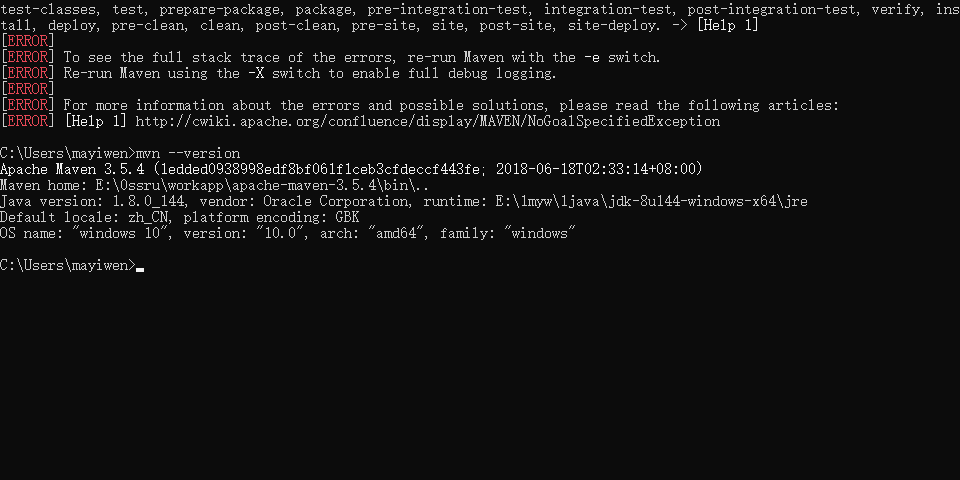 test-classes, test, prepare-package, package, pre-integration-test, integration-test, post-integration-test, verify, ins
tall, deploy, pre-clean, clean, post-clean, pre-site, site, post-site, site-deploy. -> [Help 1]
[ERROR]
[ERROR] To see the full stack trace of the errors, re-run Maven with the -e switch.
[ERROR] Re-run Maven using the -X switch to enable full debug logging.
[ERROR]
[ERROR] For more information about the errors and possible solutions, please read the following articles:
[ERROR] [Help 1] http://cwiki.apache.org/confluence/display/MAVEN/NoGoalSpecifiedException
C:\Users\mayiwen>mvn --version
Apache Maven 3.5.4 (1edded0938998edf8bf061f1ceb3cfdeccf443fe; 2018-06-18T02:33:14+08:00)
Maven home: E:\0ssru\workapp\apache-maven-3.5.4\bin\..
Java version: 1.8.0_144, vendor: Oracle Corporation, runtime: E:\1myw\1java\jdk-8u144-windows-x64\jre
Default locale: zh_CN, platform encoding: GBK
OS name: "windows 10", version: "10.0", arch: "amd64", family: "windows"
C:\Users\mayiwen>